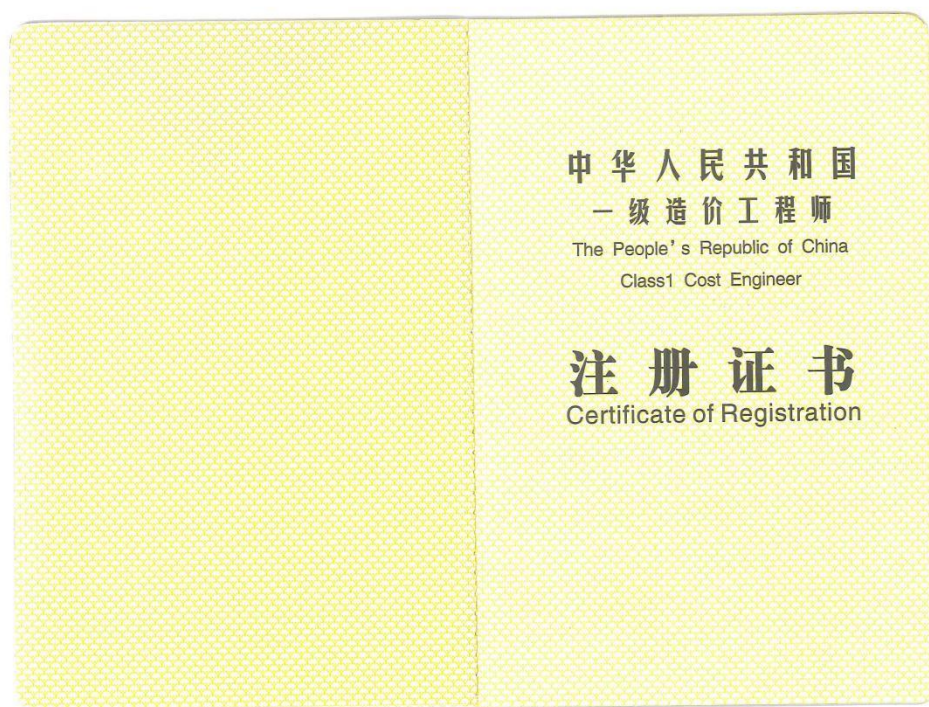 中华人民共和国
一级造价工程师
The People's Republic of China
Class1 Cost Engineer
注册证书
Certificate of Registration